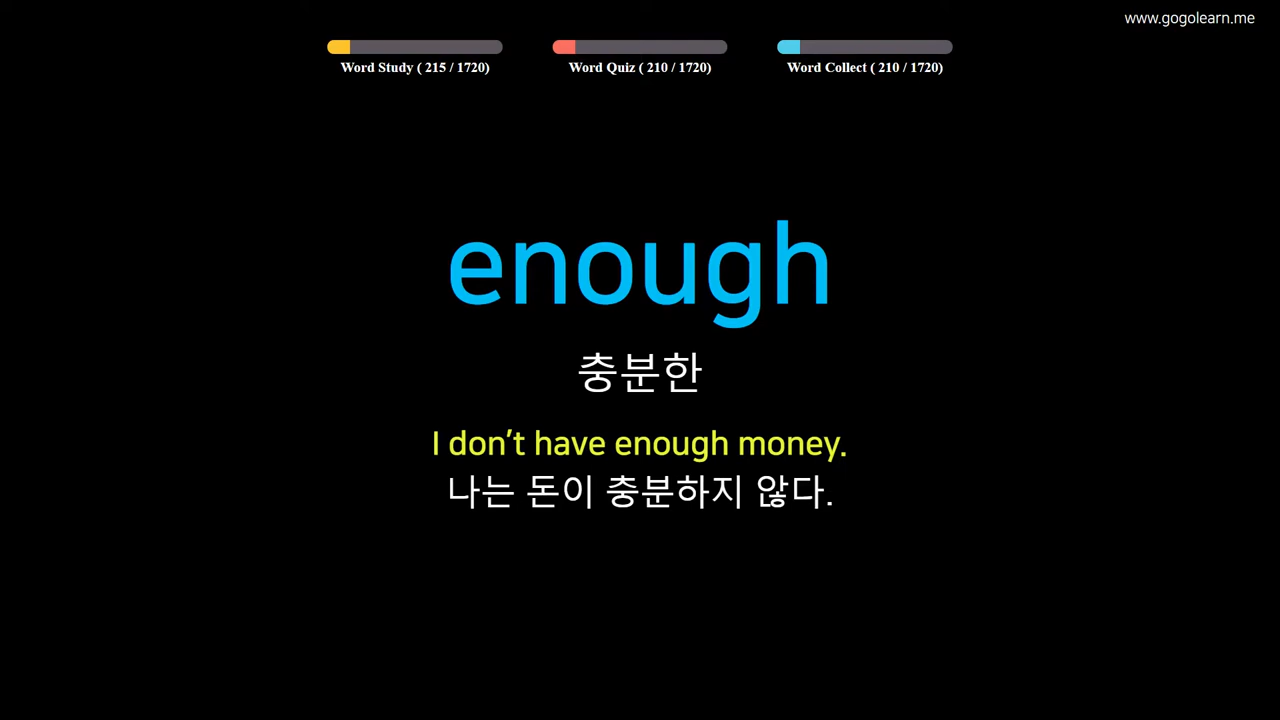 www.gogolearn.me
Word Study ( 215 / 1720) Word Quiz ( 210 / 1720) Word Collect ( 210 / 1720)
enough
충분한
I don't have enough money.
나는 돈이 충분하지 않다.